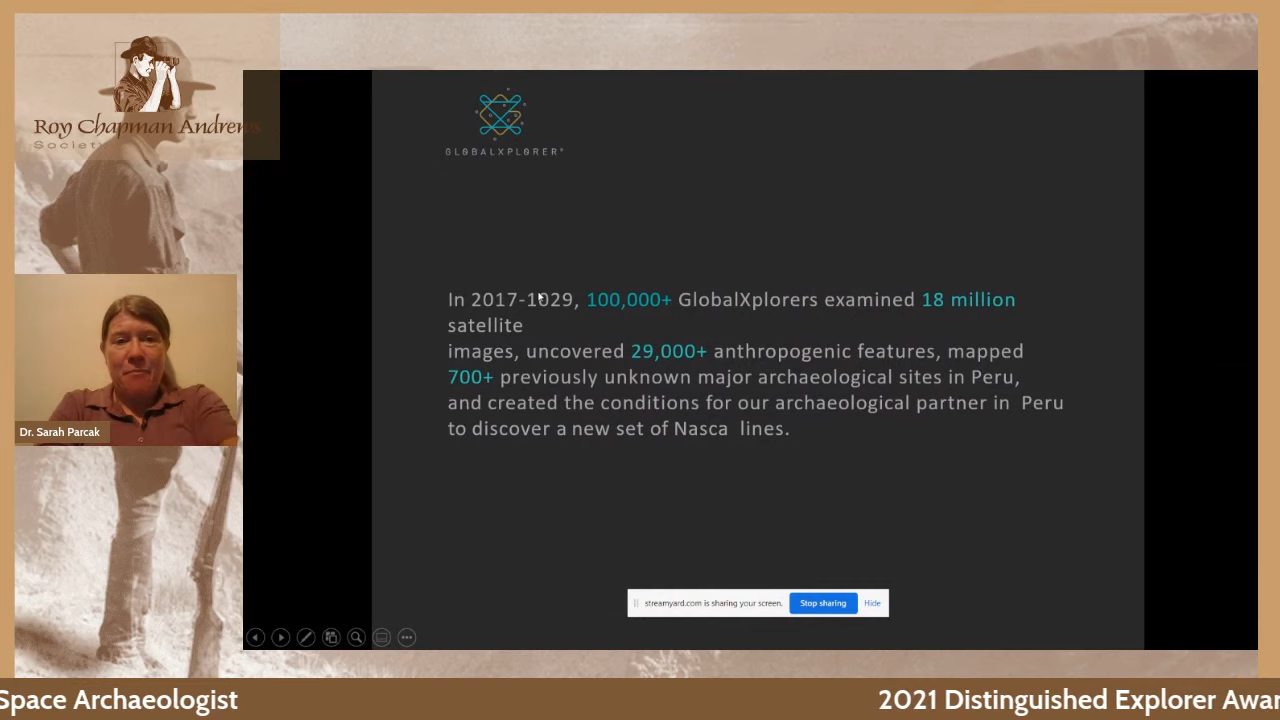 Roy Chapman Andrews
Society
GLOBALXPLORER°
In 2017-1029, 100,000+ GlobalXplorers examined 18 million
satellite
images, uncovered 29,000+ anthropogenic features, mapped
700+ previously unknown major archaeological sites in Peru,
and created the conditions for our archaeological partner in Peru
to discover a new set of Nasca lines.
Dr. Sarah Parcak
streamyard.com is sharing your screen. Stop sharing Hide
Space Archaeologist 2021 Distinguished Explorer Awar